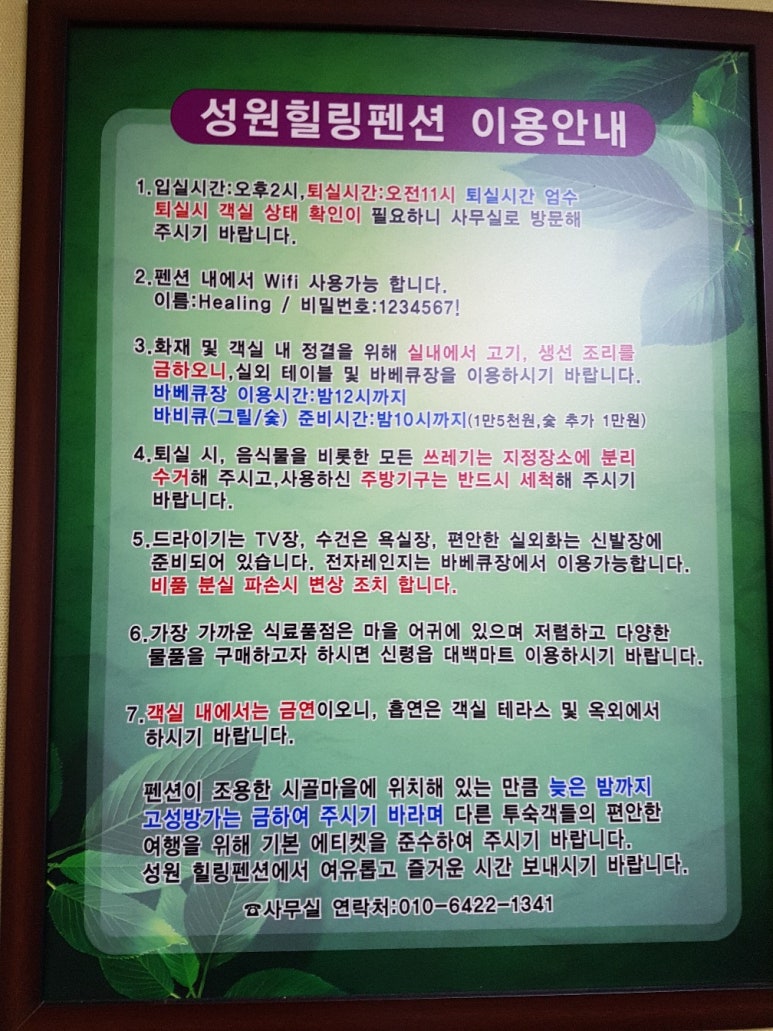 성원힐링펜션 이용안내
1.입실시간:오후2시,퇴실시간:오전11시 퇴실시간 엄수
퇴실시 객실 상태 확인이 필요하니 사무실로 방문해
주시기 바랍니다.
2.펜션 내에서 Wifi 사용가능 합니다.
이름:Healing / 비밀번호:1234567!
3.화재 및 객실 내 정결을 위해 실내에서 고기, 생선 조리를
금하오니,실외 테이블 및 바베큐장을 이용하시기 바랍니다.
바베큐장 이용시간:밤12시까지
바비큐(그릴/숯) 준비시간:밤10시까지(1만5천원,숯 추가 1만원)
4.퇴실 시, 음식물을 비롯한 모든 쓰레기는 지정장소에 분리
수거해 주시고,사용하신 주방기구는 반드시 세척해 주시기
바랍니다.
5.드라이기는 TV장, 수건은 욕실장, 편안한 실외화는 신발장에
준비되어 있습니다. 전자레인지는 바베큐장에서 이용가능합니다.
비품 분실 파손시 변상 조치 합니다.
6.가장 가까운 식료품점은 마을 어귀에 있으며 저렴하고 다양한
물품을 구매하고자 하시면 신령읍 대백마트 이용하시기 바랍니다.
7.객실 내에서는 금연이오니, 흡연은 객실 테라스 및 옥외에서
하시기 바랍니다.
펜션이 조용한 시골마을에 위치해 있는 만큼 늦은 밤까지
고성방가는 금하여 주시기 바라며 다른 투숙객들의 편안한
여행을 위해 기본 에티켓을 준수하여 주시기 바랍니다.
성원 힐링펜션에서 여유롭고 즐거운 시간 보내시기 바랍니다.
☎사무실 연락처:010-6422-1341